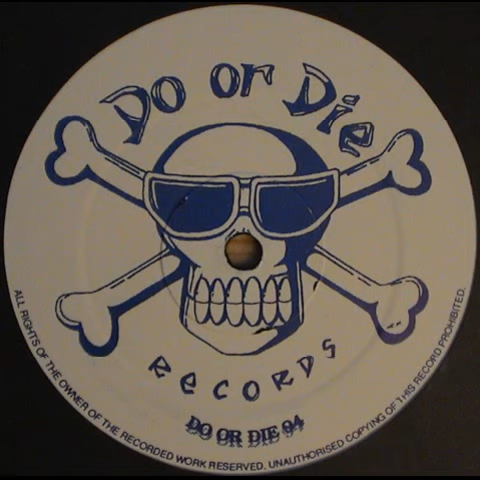 Do or Die
RECORDS
DO OR DIE 04
ALL RIGHTS OF THE OWNER OF THE RECORDED WORK RESERVED. UNAUTHORISED COPYING OF THIS RECORD PROHIBITED.